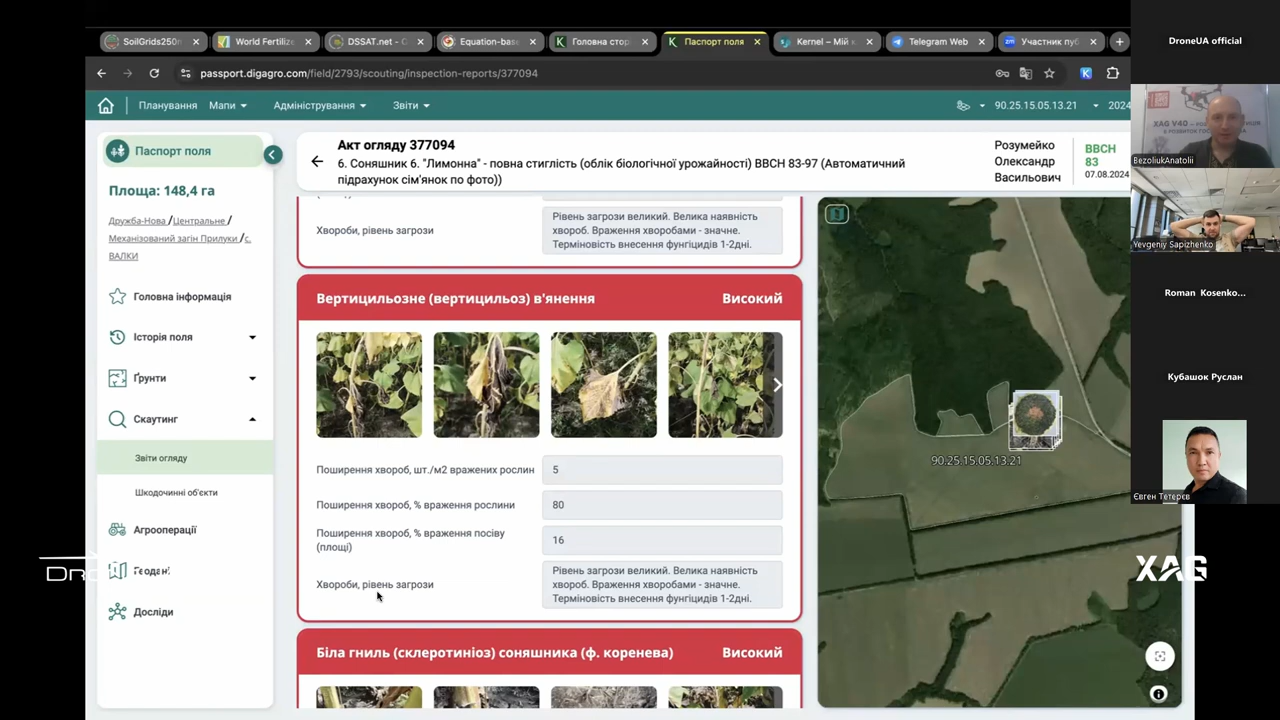 SoilGrids250m
World Fertilize
DSSAT.net - O
Equation-base
Головна стор
Паспорт поля
Kernel – Мій к
Telegram Web
Участник пуб
passport.digagro.com/field/2793/scouting/inspection-reports/377094
Планування
Мапи
Адміністрування
Звіти
90.25.15.05.13.21
2024
Паспорт поля
Площа: 148,4 га
Дружба-Нова /Центральне /
Механізований загін Прилуки /с.
ВАЛКИ
Головна інформація
Історія поля
Ґрунти
Скаутинг
Звіти огляду
Шкодочинні об'єкти
Агрооперації
Геодані
Досліди
Акт огляду 377094
6. Соняшник 6. "Лимонна" - повна стиглість (облік біологічної урожайності) ВВСН 83-97 (Автоматичний
підрахунок сім'янок по фото))
Розумейко
Олександр
Васильович
BBCH
83
07.08.2024
Хвороби, рівень загрози
Рівень загрози великий. Велика наявність
хвороб. Враження хворобами - значне.
Терміновість внесення фунгіцидів 1-2дні.
Вертицильозне (вертицильоз) в'янення
Високий
Поширення хвороб, шт./м2 вражених рослин
5
Поширення хвороб, % враження рослини
80
Поширення хвороб, % враження посіву
(площі)
16
Хвороби, рівень загрози
Рівень загрози великий. Велика наявність
хвороб. Враження хворобами - значне.
Терміновість внесення фунгіцидів 1-2дні.
Біла гниль (склеротиніоз) соняшника (ф. коренева)
Високий
90.25.15.05.13.21
DroneUA official
XAG V40
BezoliukAnatolii
Yevgeniy Sapizhenko
Roman Kosenko...
Кубашок Руслан
Євген Тетерєв
XAG